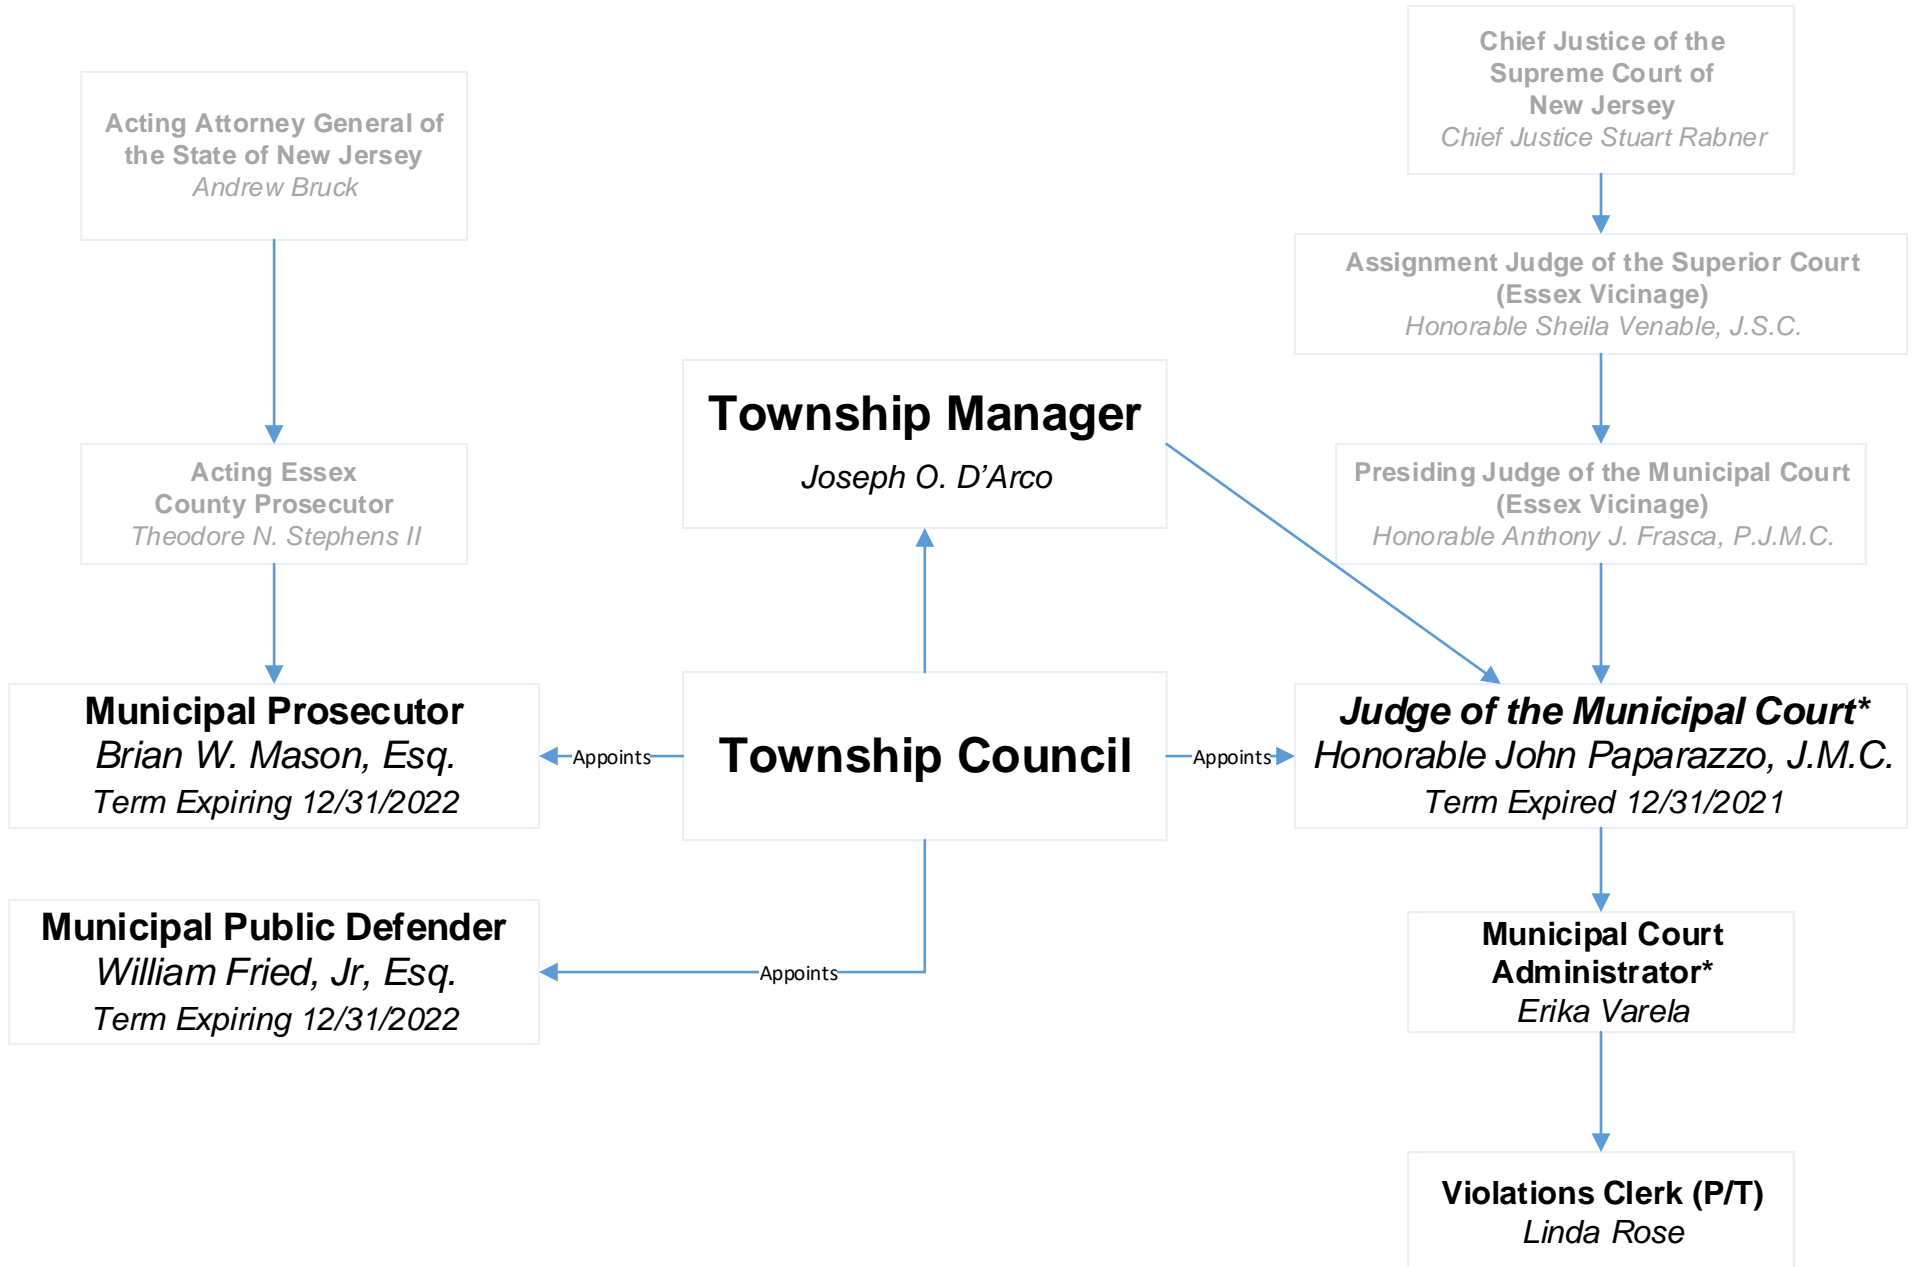 Chief Justice of the
Supreme Court of
New Jersey
Chief Justice Stuart Rabner
Acting Attorney General of
the State of New Jersey
Andrew Bruck
Assignment Judge of the Superior Court
(Essex Vicinage)
Honorable Sheila Venable, J.S.C.
Township Manager
Joseph O. D’Arco
Acting Essex
County Prosecutor
Theodore N. Stephens II
Presiding Judge of the Municipal Court
(Essex Vicinage)
Honorable Anthony J. Frasca, P.J.M.C.
Municipal Prosecutor
Brian W. Mason, Esq.
Term Expiring 12/31/2022
Appoints
Township Council
Appoints
Judge of the Municipal Court*
Honorable John Paparazzo, J.M.C.
Term Expired 12/31/2021
Municipal Public Defender
William Fried, Jr, Esq.
Term Expiring 12/31/2022
Appoints
Municipal Court
Administrator*
Erika Varela
Violations Clerk (P/T)
Linda Rose